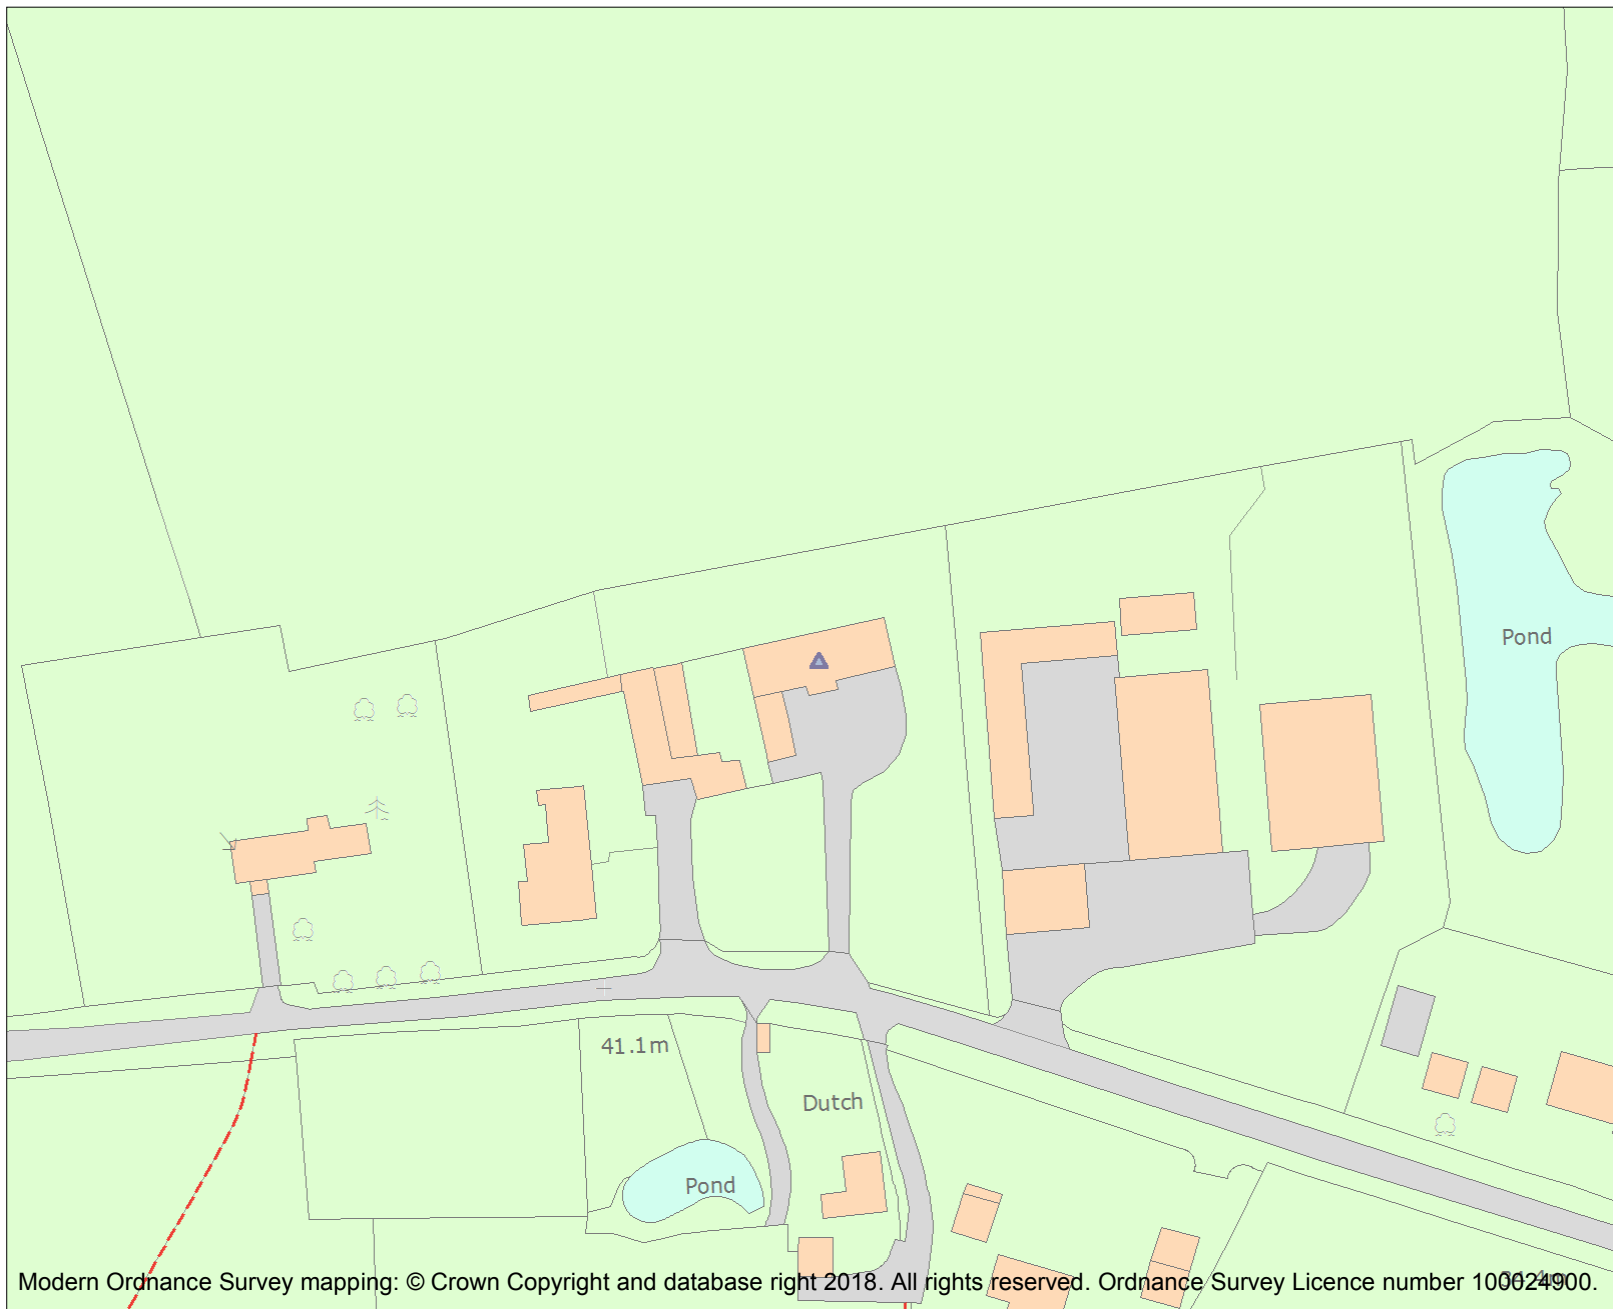 Pond
41.1m
Dutch
Pond
Modern Ordnance Survey mapping: © Crown Copyright and database right 2018. All rights reserved. Ordnance Survey Licence number 100024900.